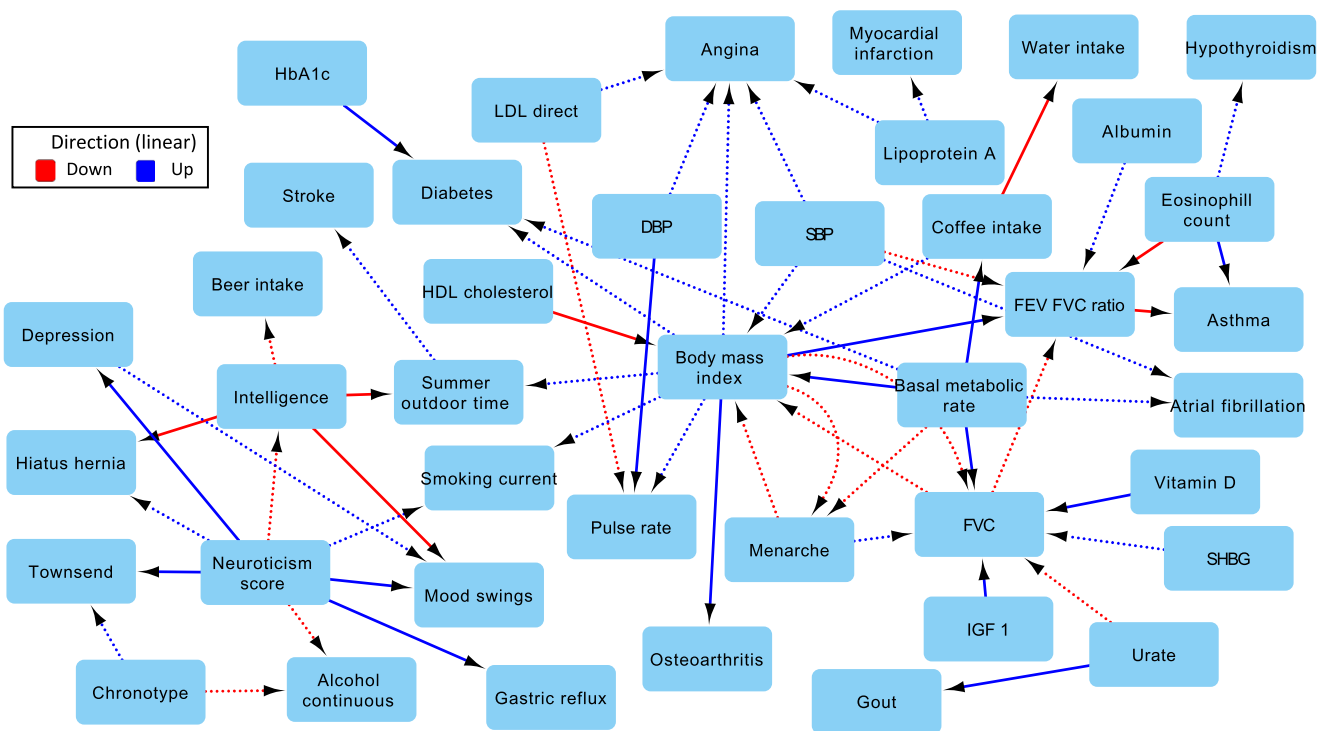 Angina
Myocardial
infarction
Water intake
Hypothyroidism
HbA1c
LDL direct
Direction (linear)
Down
Up
Albumin
Lipoprotein A
Stroke
Diabetes
DBP
SBP
Coffee intake
Eosinophill
count
Beer intake
HDL cholesterol
FEV FVC ratio
Asthma
Depression
Intelligence
Summer
outdoor time
Body mass
index
Basal metabolic
rate
Atrial fibrillation
Hiatus hernia
Smoking current
Pulse rate
Menarche
FVC
Vitamin D
SHBG
Townsend
Neuroticism
score
Mood swings
Osteoarthritis
IGF 1
Urate
Chronotype
Alcohol
continuous
Gastric reflux
Gout